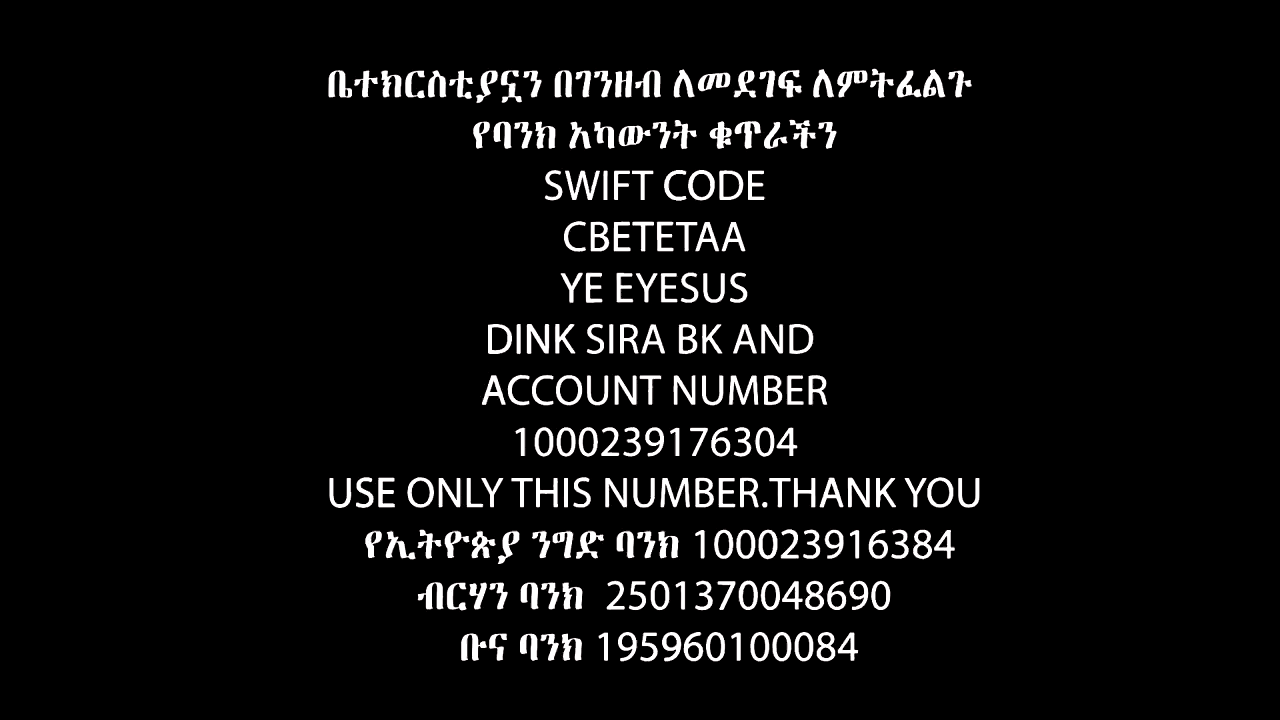 ቤተክርስቲያኗን በገንዘብ ለመደገፍ ለምትፈልጉ
የባንክ አካውንት ቁጥራችን
SWIFT CODE
CBETETAA
YE EYESUS
DINK SIRA BK AND
ACCOUNT NUMBER
1000239176304
USE ONLY THIS NUMBER.THANK YOU
የኢትዮጵያ ንግድ ባንክ 100023916384
ብርሃን ባንክ 2501370048690
ቡና ባንክ 195960100084